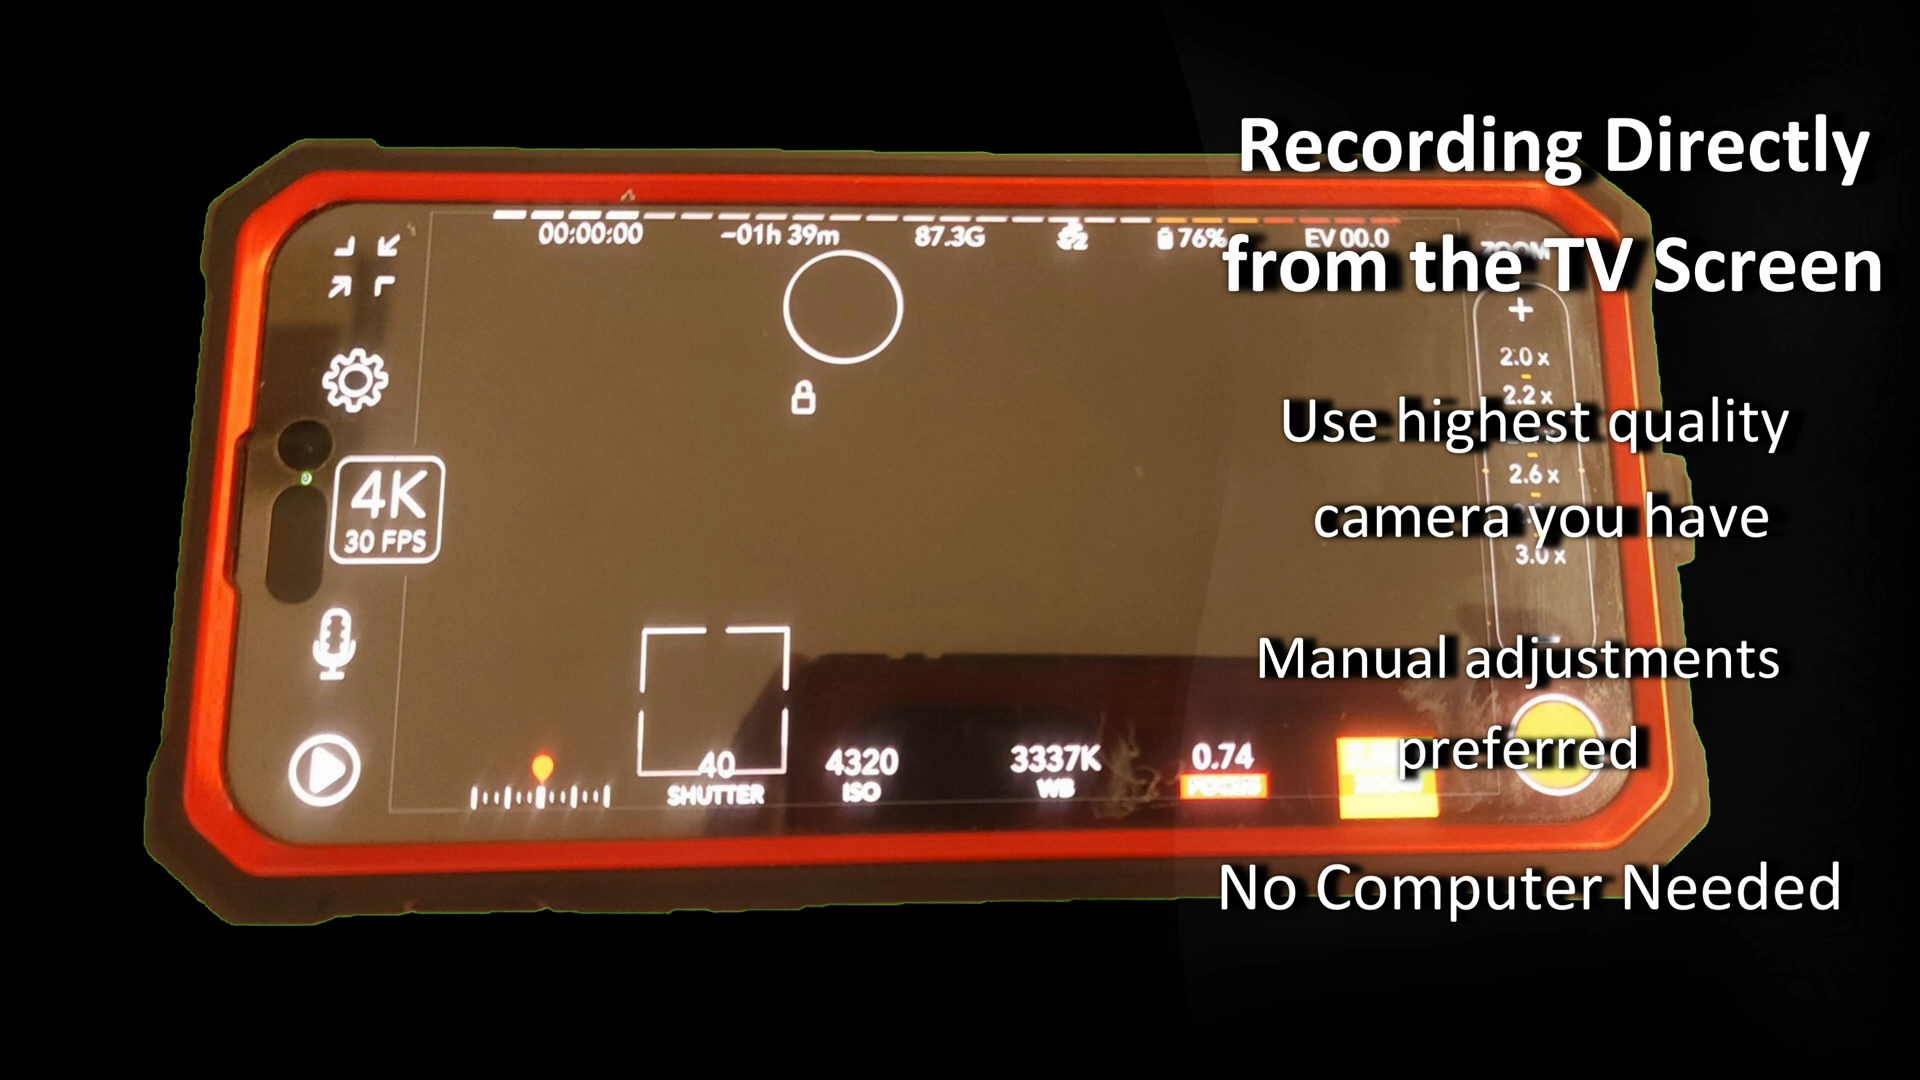 Recording Directly
from the TV Screen
Use highest quality
camera you have
Manual adjustments
preferred
No Computer Needed
00:00:00 -01h 39m 87.3G 76% EV 00.0
ZOOM
+
2.0 x
2.2 x
2.6 x
3.0 x
4K
30 FPS
40
SHUTTER
4320
ISO
3337K
WB
0.74
FOCUS